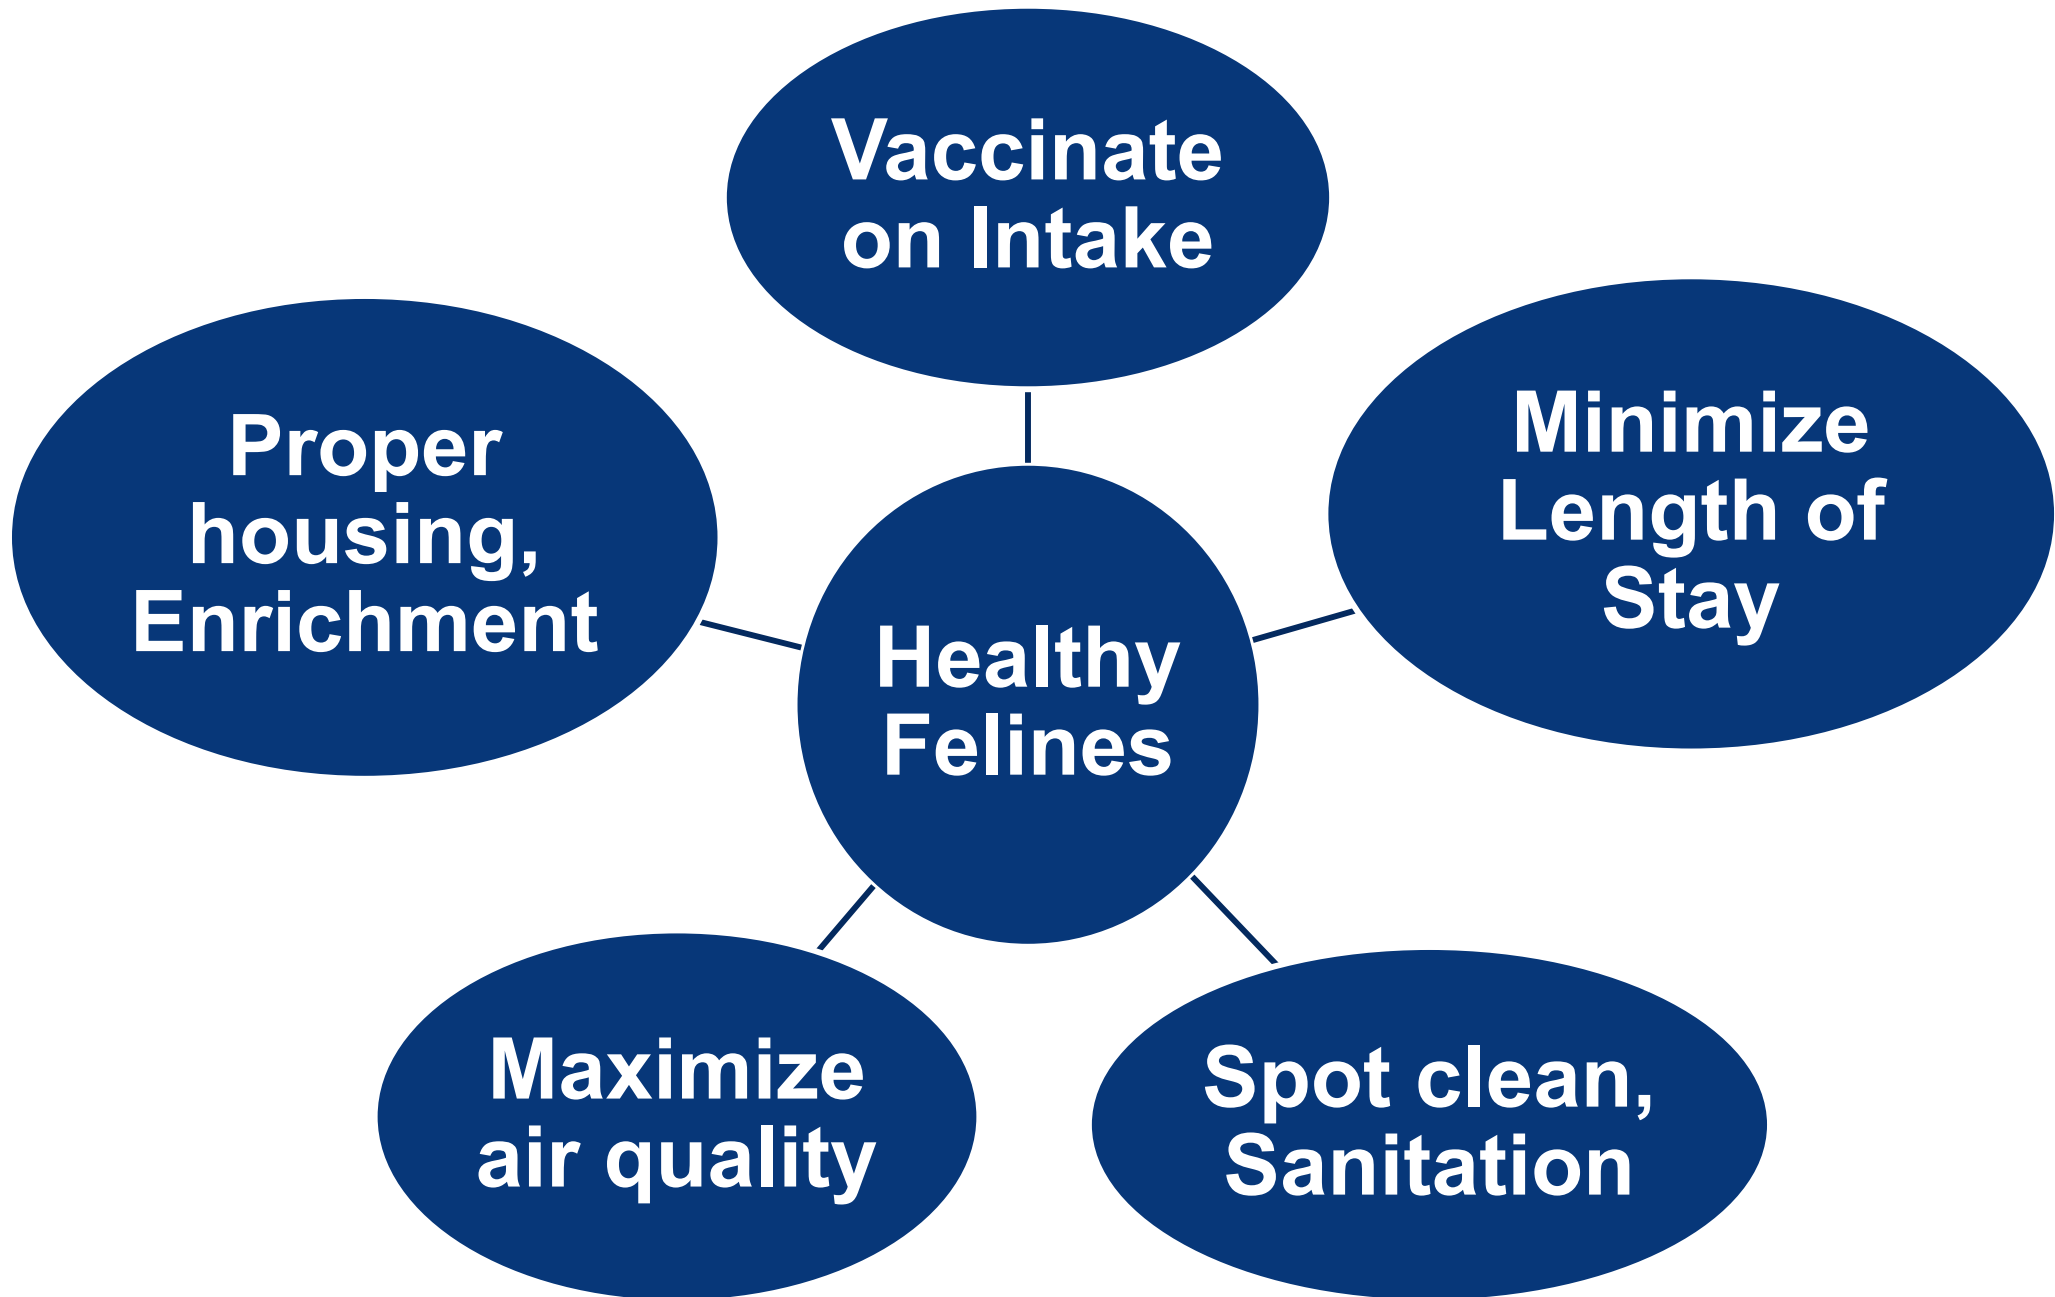 Vaccinate
on Intake
Proper
housing,
Enrichment
Minimize
Length of
Stay
Healthy
Felines
Maximize
air quality
Spot clean,
Sanitation